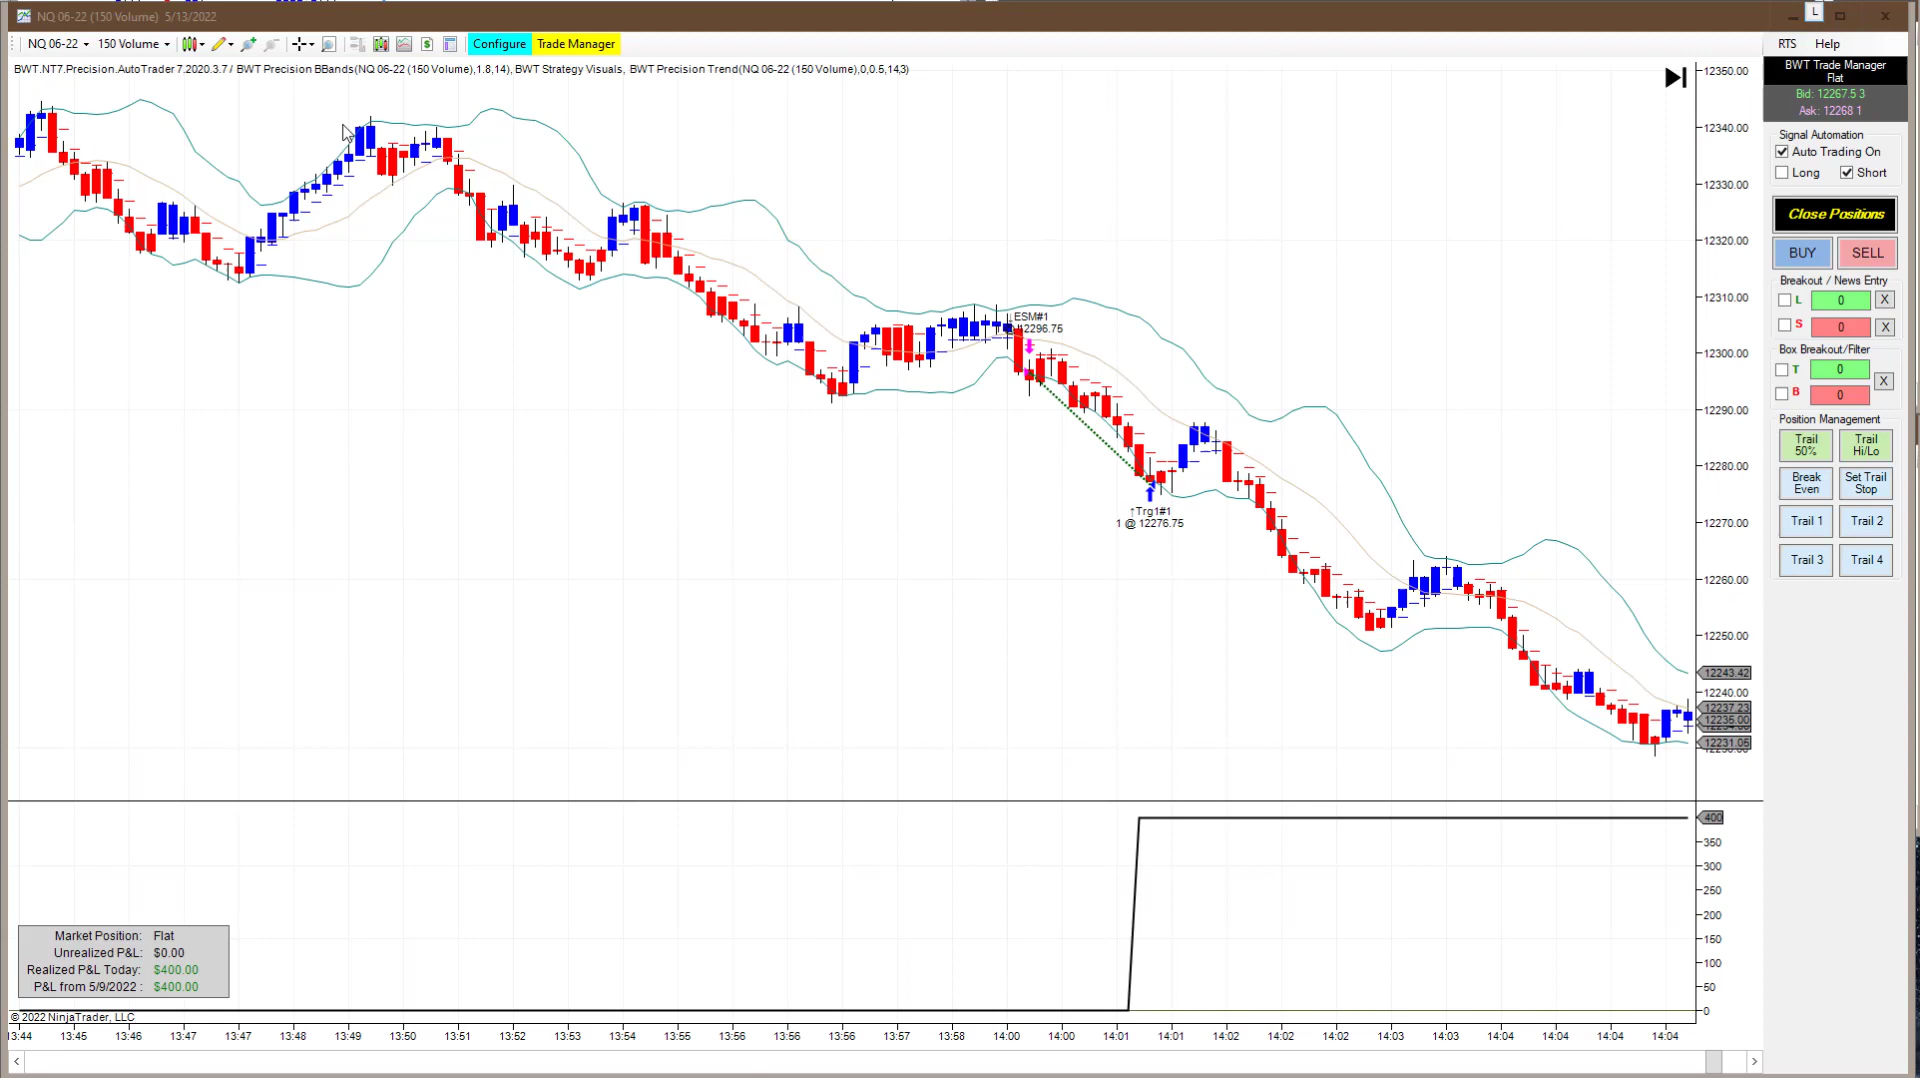 NQ 06-22 (150 Volume)  5/13/2022
L
NQ 06-22 150 Volume $ Configure Trade Manager
RTS Help
BWT.NT7.Precision.AutoTrader7.2020.3.7/ BWT Precision BBands(NQ 06-22 (150 Volume),1.8,14), BWT Strategy Visuals, BWT Precision Trend(NQ 06-22 (150 Volume),0,0.5,14,3)
BWT Trade Manager
Flat
Bid: 12267.5 3
Ask: 12268 1
Signal Automation
Auto Trading On
Long Short
Close Positions
BUY SELL
Breakout / News Entry
L 0 X
S 0 X
Box Breakout/Filter
T 0
X
B 0
Position Management
Trail 50%
Trail Hi/Lo
Break Even
Set Trail Stop
Trail 1 Trail 2
Trail 3 Trail 4
12350.00
12340.00
12330.00
12320.00
12310.00
12300.00
12290.00
12280.00
12270.00
12260.00
12250.00
12243.42
12240.00
12237.23
12235.00
12231.05
↓ESM#1
12296.75
↑Trg1#1
1 @ 12276.75
400
350
300
250
200
150
100
50
0
Market Position: Flat
Unrealized P&L: $0.00
Realized P&L Today: $400.00
P&L from 5/9/2022 : $400.00
© 2022 NinjaTrader, LLC
13:44 13:45 13:46 13:47 13:47 13:48 13:49 13:50 13:51 13:52 13:53 13:54 13:55 13:56 13:56 13:56 13:57 13:58 14:00 14:00 14:01 14:01 14:02 14:02 14:02 14:03 14:03 14:04 14:04 14:04 14:04